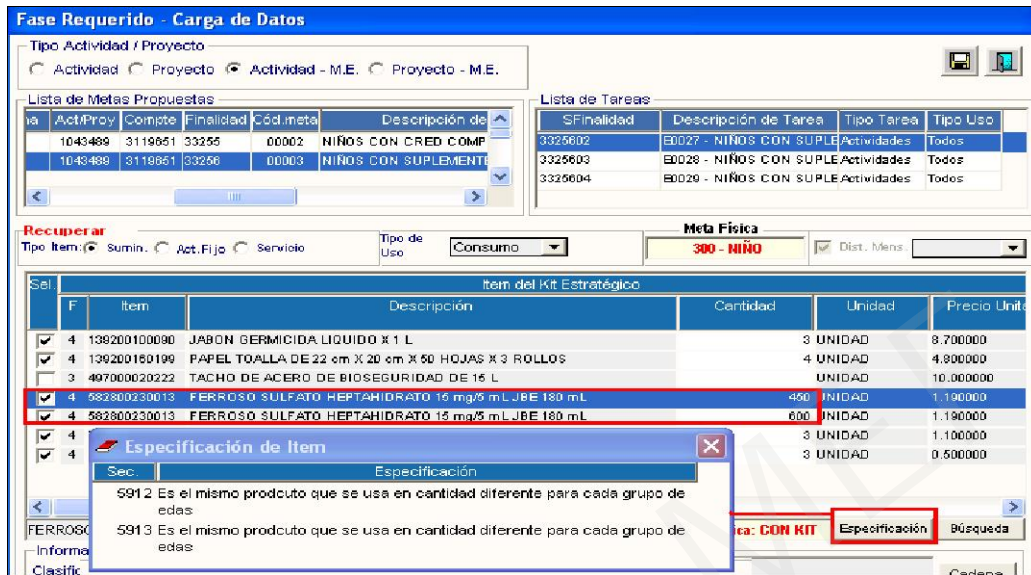 Fase Requerido - Carga de Datos
Tipo Actividad / Proyecto
Actividad Proyecto Actividad - M.E. Proyecto - M.E.
Lista de Metas Propuestas
Act/Proy Compte Finalidad Cód.meta Descripción de
1043489 3119651 33255 00002 NIÑOS CON CRED COMP
1043489 3119651 33256 00003 NIÑOS CON SUPLEMENTE
Lista de Tareas
SFinalidad Descripción de Tarea Tipo Tarea Tipo Uso
3325602 E0027 - NIÑOS CON SUPLE Actividades Todos
3325603 E0028 - NIÑOS CON SUPLE Actividades Todos
3325604 E0029 - NIÑOS CON SUPLE Actividades Todos
Recuperar
Tipo Item: Sumin. Act.Fijo Servicio
Tipo de Uso Consumo
Meta Física
300 - NIÑO
Dist. Mens.
Sel. Item del Kit Estratégico
F Item Descripción Cantidad Unidad Precio Unita
4 139200100090 JABON GERMICIDA LIQUIDO X 1 L 3 UNIDAD 8.700000
4 139200160199 PAPEL TOALLA DE 22 cm X 20 cm X 50 HOJAS X 3 ROLLOS 4 UNIDAD 4.800000
3 497000020222 TACHO DE ACERO DE BIOSEGURIDAD DE 15 L UNIDAD 10.000000
4 582800230013 FERROSO SULFATO HEPTAHIDRATO 15 mg/5 mL JBE 180 mL 450 UNIDAD 1.190000
4 582800230013 FERROSO SULFATO HEPTAHIDRATO 15 mg/5 mL JBE 180 mL 600 UNIDAD 1.190000
4 3 UNIDAD 1.100000
4 3 UNIDAD 0.500000
Especificación de Item
Sec. Especificación
5912 Es el mismo prodcuto que se usa en cantidad diferente para cada grupo de
edas
5913 Es el mismo prodcuto que se usa en cantidad diferente para cada grupo de
edas
FERROSO ica: CON KIT Especificación Búsqueda
Informa
Clasific Cadena